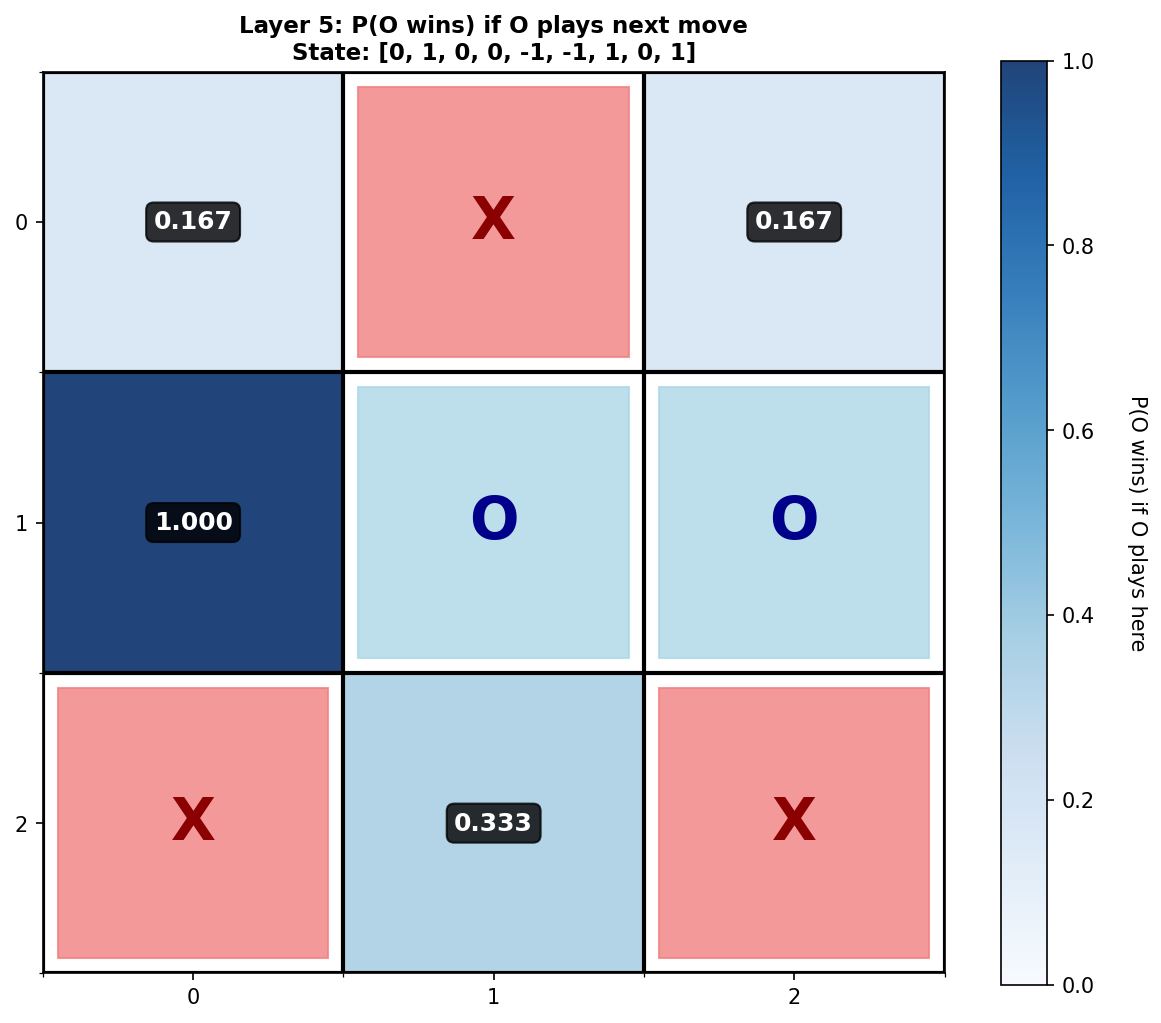 Layer 5: P(O wins) if O plays next move
State: [0, 1, 0, 0, -1, -1, 1, 0, 1]
0
0.167
X
0.167
1
1.000
O
O
2
X
0.333
X
0
1
2
1.0
0.8
0.6
0.4
0.2
0.0
P(O wins) if O plays here